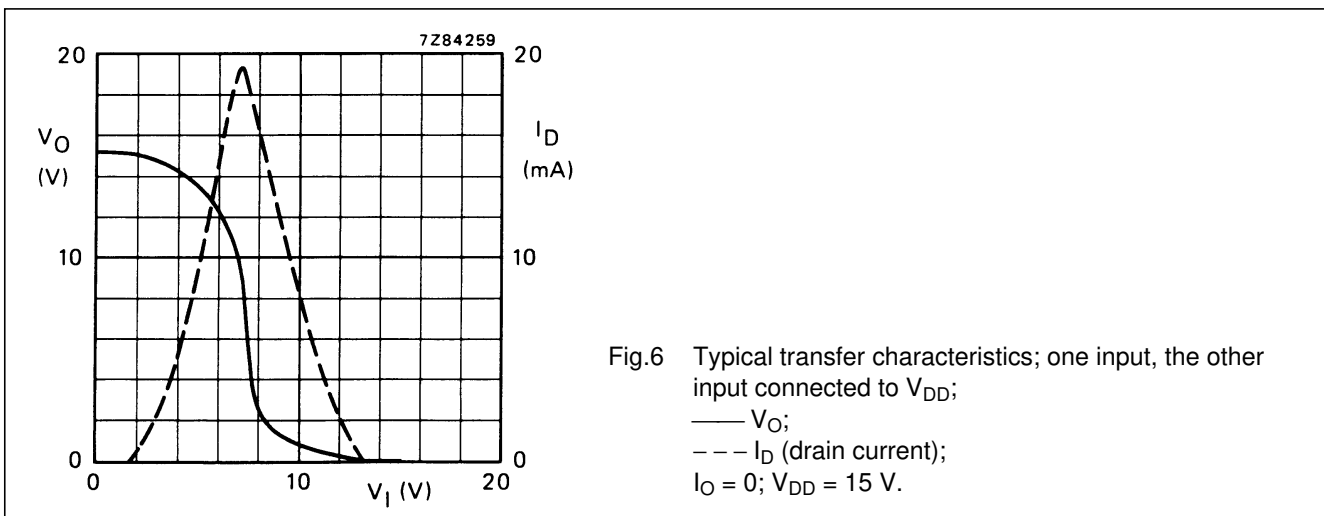 7Z84259
20
20
V_O
(V)
I_D
(mA)
10
10
0
0
0
10
20
V_I (V)
Fig.6 Typical transfer characteristics; one input, the other
input connected to V_DD;
—— V_O;
– – – I_D (drain current);
I_O = 0; V_DD = 15 V.